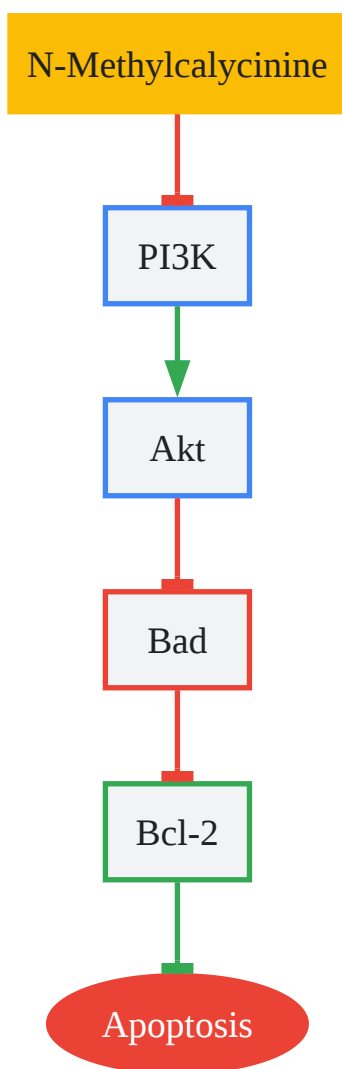 N-Methylcalycinine
PI3K
Akt
Bad
Bcl-2
Apoptosis